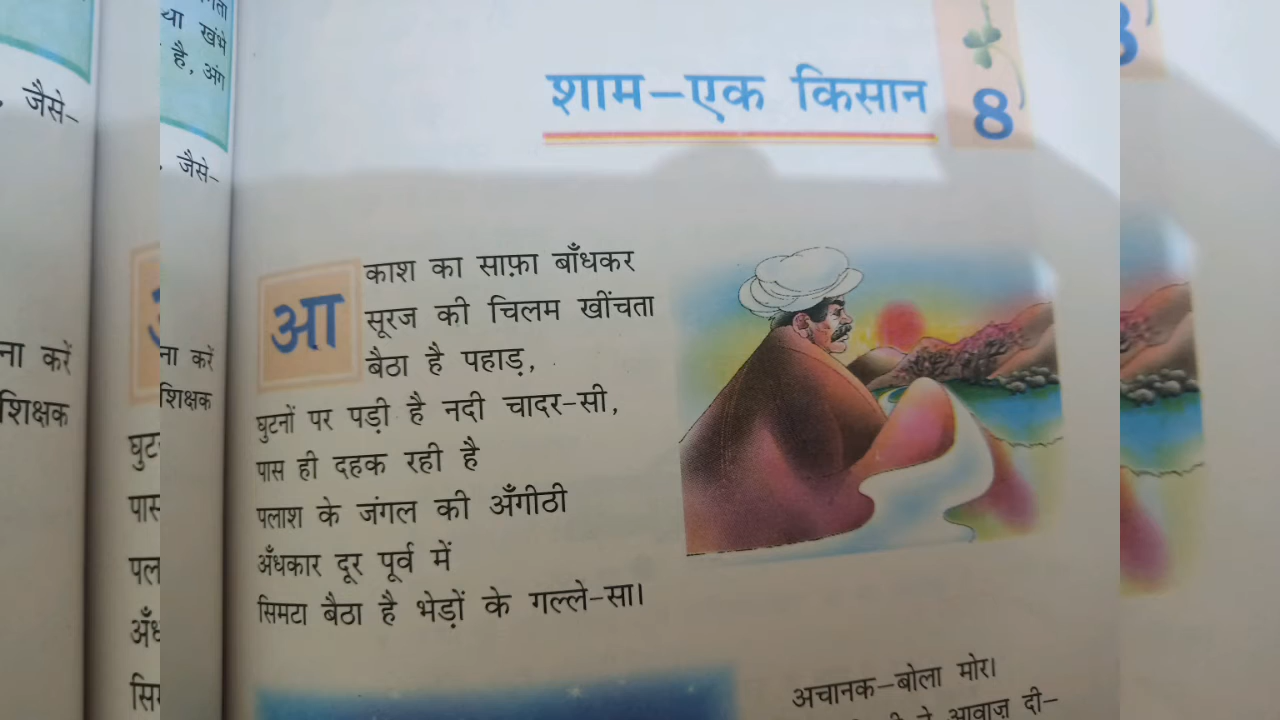 था खंभे
है, अंग
जैसे–
ना करें
शिक्षक
शाम–एक किसान
8
आ
काश का साफ़ा बाँधकर
सूरज की चिलम खींचता
बैठा है पहाड़,
घुटनों पर पड़ी है नदी चादर-सी,
पास ही दहक रही है
पलाश के जंगल की अँगीठी
अँधकार दूर पूर्व में
सिमटा बैठा है भेड़ों के गल्ले-सा।
अचानक–बोला मोर।
आवाज़ दी–